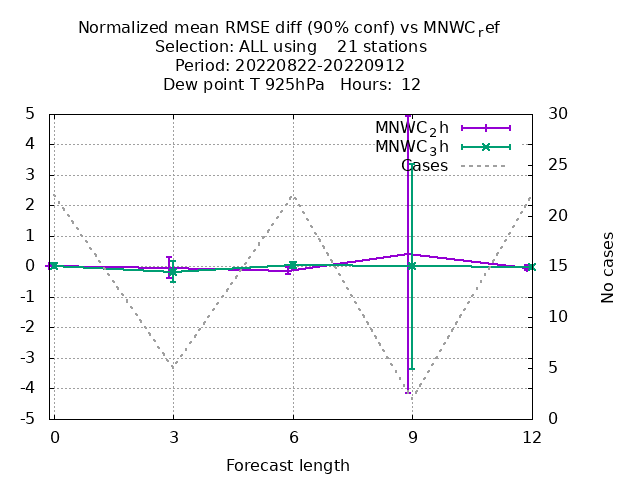 Normalized mean RMSE diff (90% conf) vs MNWC_ref
Selection: ALL using    21 stations
Period: 20220822-20220912
Dew point T 925hPa   Hours:  12
MNWC_2h
MNWC_3h
Cases
5
4
3
2
1
0
-1
-2
-3
-4
-5
30
25
20
15
10
5
0
No cases
0 3 6 9 12
Forecast length